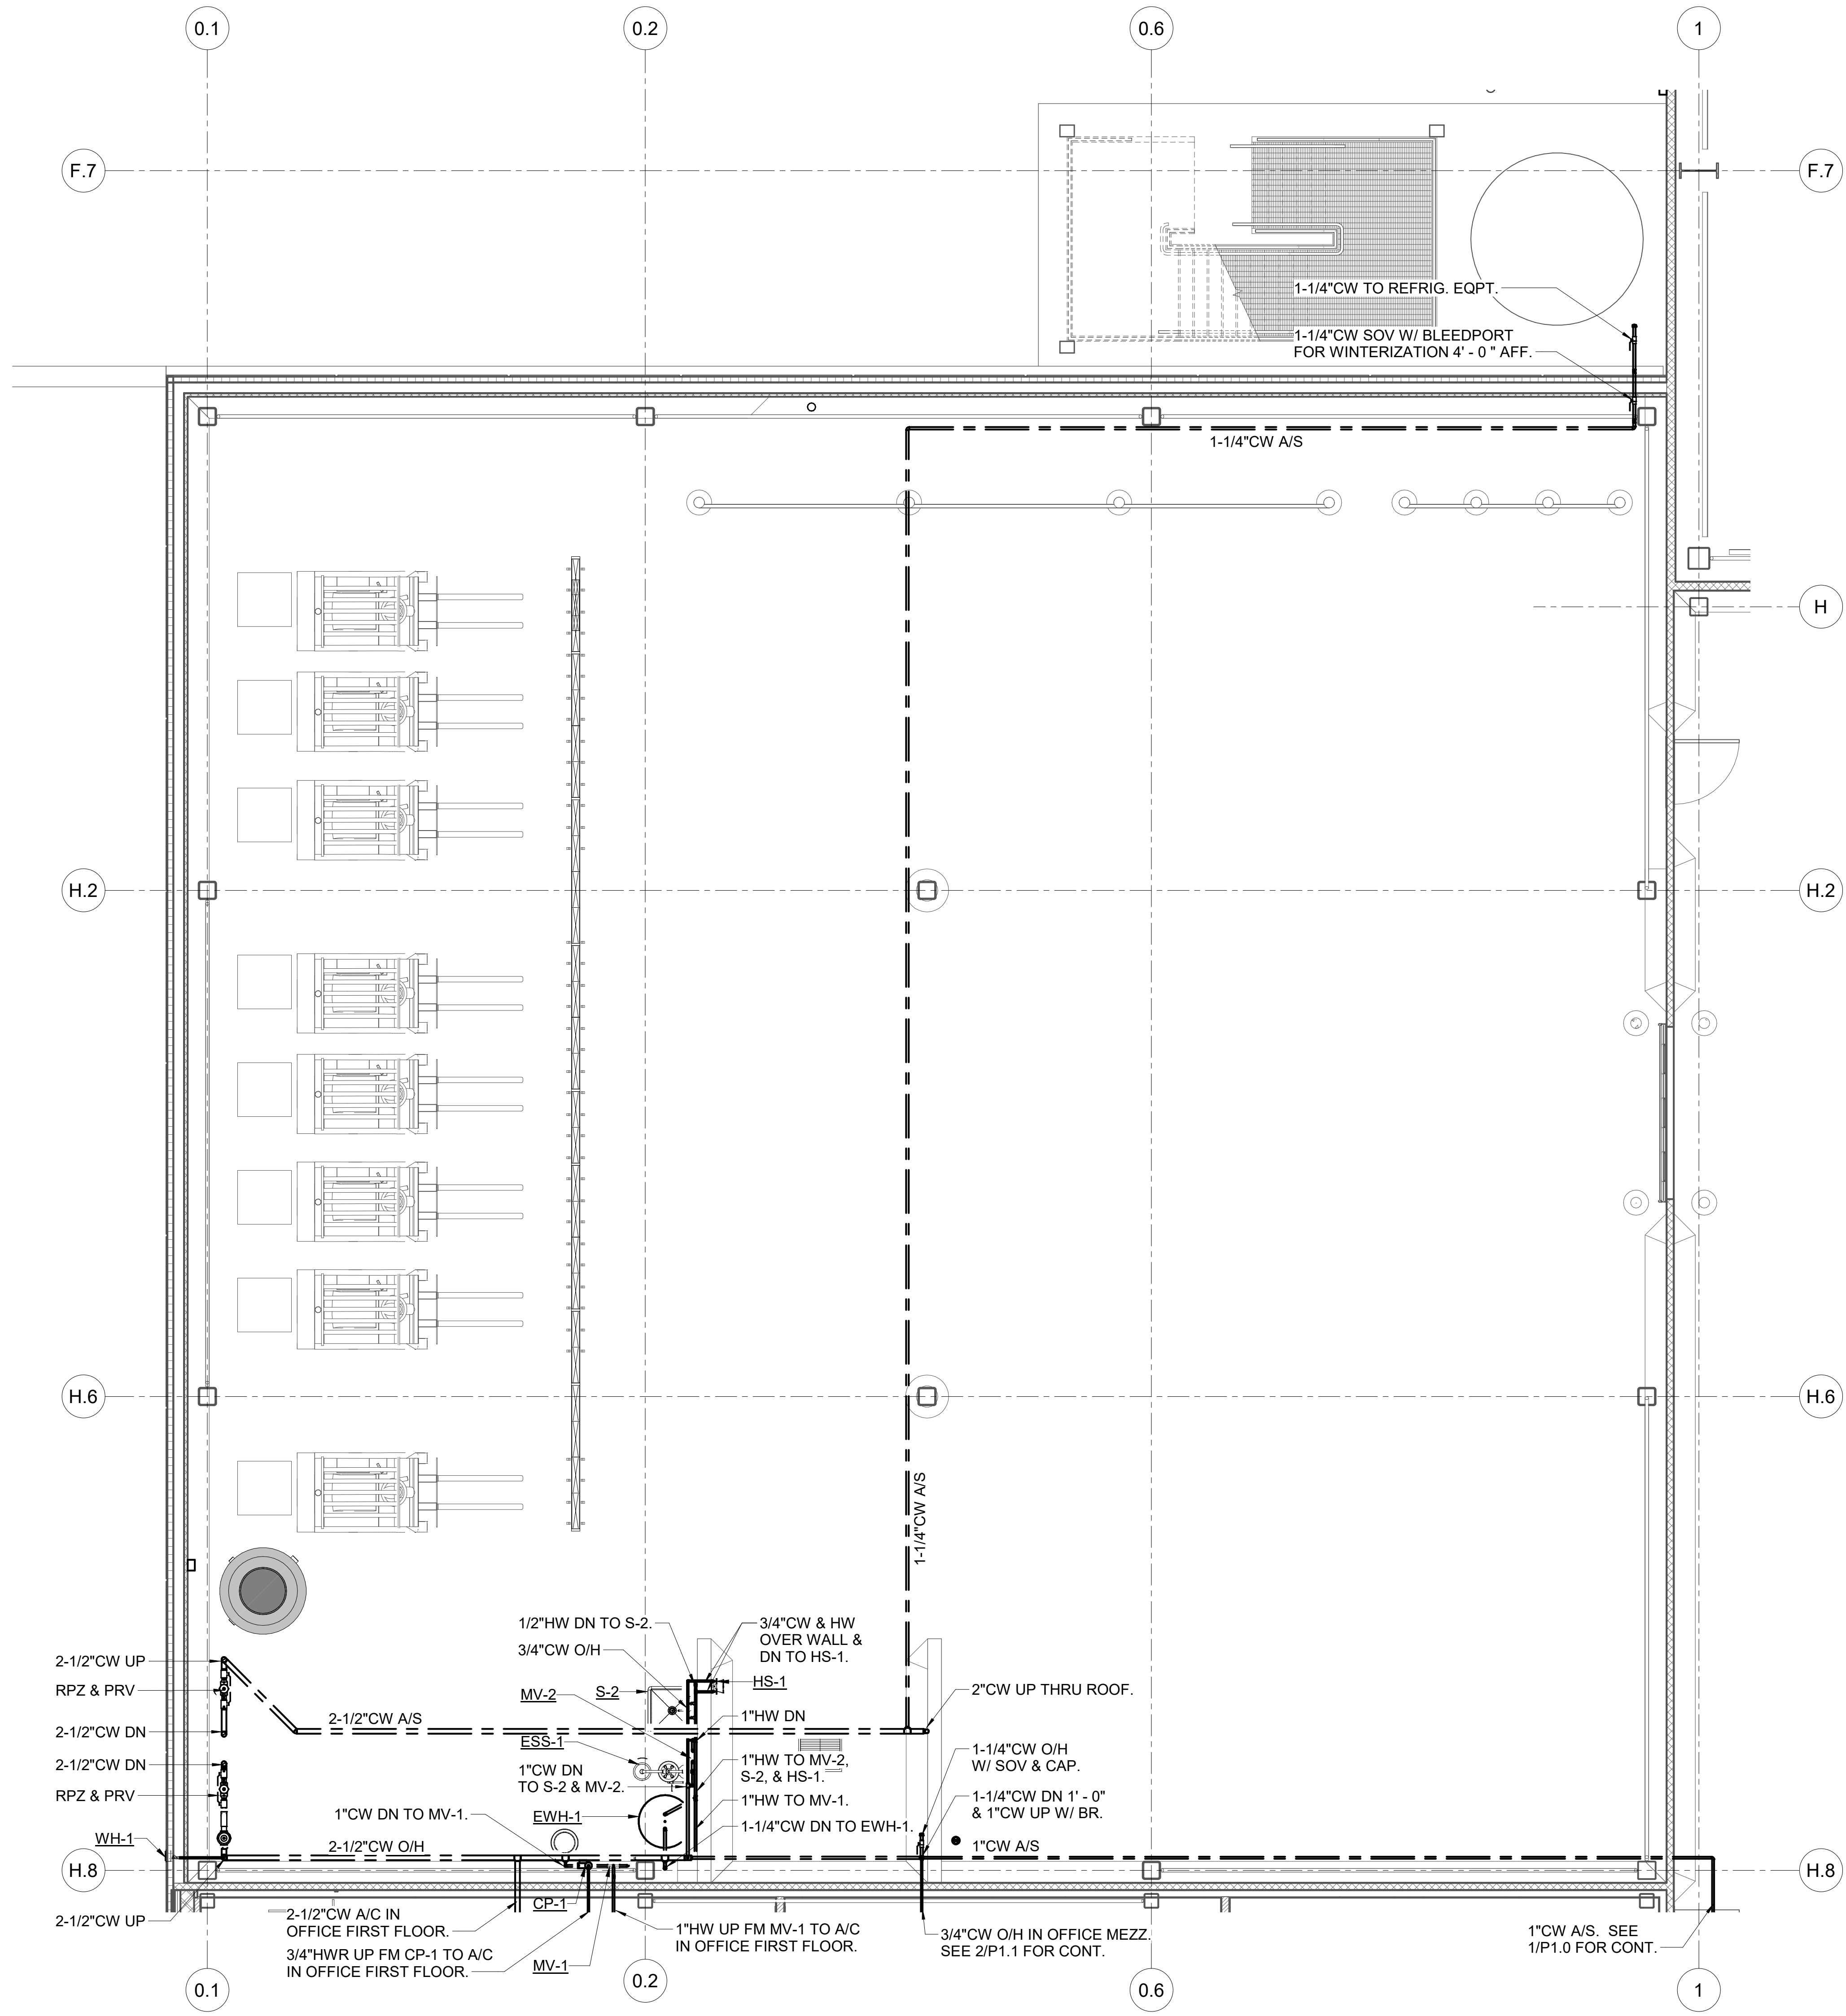 0.1
0.2
0.6
1
F.7
F.7
1-1/4"CW TO REFRIG. EQPT.
1-1/4"CW SOV W/ BLEEDPORT
FOR WINTERIZATION 4' - 0 " AFF.
1-1/4"CW A/S
H
H.2
H.2
H.6
H.6
1-1/4"CW A/S
1/2"HW DN TO S-2.
3/4"CW & HW
OVER WALL &
DN TO HS-1.
3/4"CW O/H
2-1/2"CW UP
RPZ & PRV
MV-2
S-2
HS-1
2"CW UP THRU ROOF.
2-1/2"CW A/S
1"HW DN
2-1/2"CW DN
ESS-1
2-1/2"CW DN
1"CW DN
TO S-2 & MV-2.
1"HW TO MV-2,
S-2, & HS-1.
1-1/4"CW O/H
W/ SOV & CAP.
RPZ & PRV
1"CW DN TO MV-1.
EWH-1
1"HW TO MV-1.
1-1/4"CW DN 1' - 0"
& 1"CW UP W/ BR.
1-1/4"CW DN TO EWH-1.
WH-1
2-1/2"CW O/H
1"CW A/S
H.8
H.8
2-1/2"CW UP
2-1/2"CW A/C IN
OFFICE FIRST FLOOR.
CP-1
1"HW UP FM MV-1 TO A/C
IN OFFICE FIRST FLOOR.
3/4"CW O/H IN OFFICE MEZZ.
SEE 2/P1.1 FOR CONT.
1"CW A/S.  SEE
1/P1.0 FOR CONT.
3/4"HWR UP FM CP-1 TO A/C
IN OFFICE FIRST FLOOR.
MV-1
0.1
0.2
0.6
1